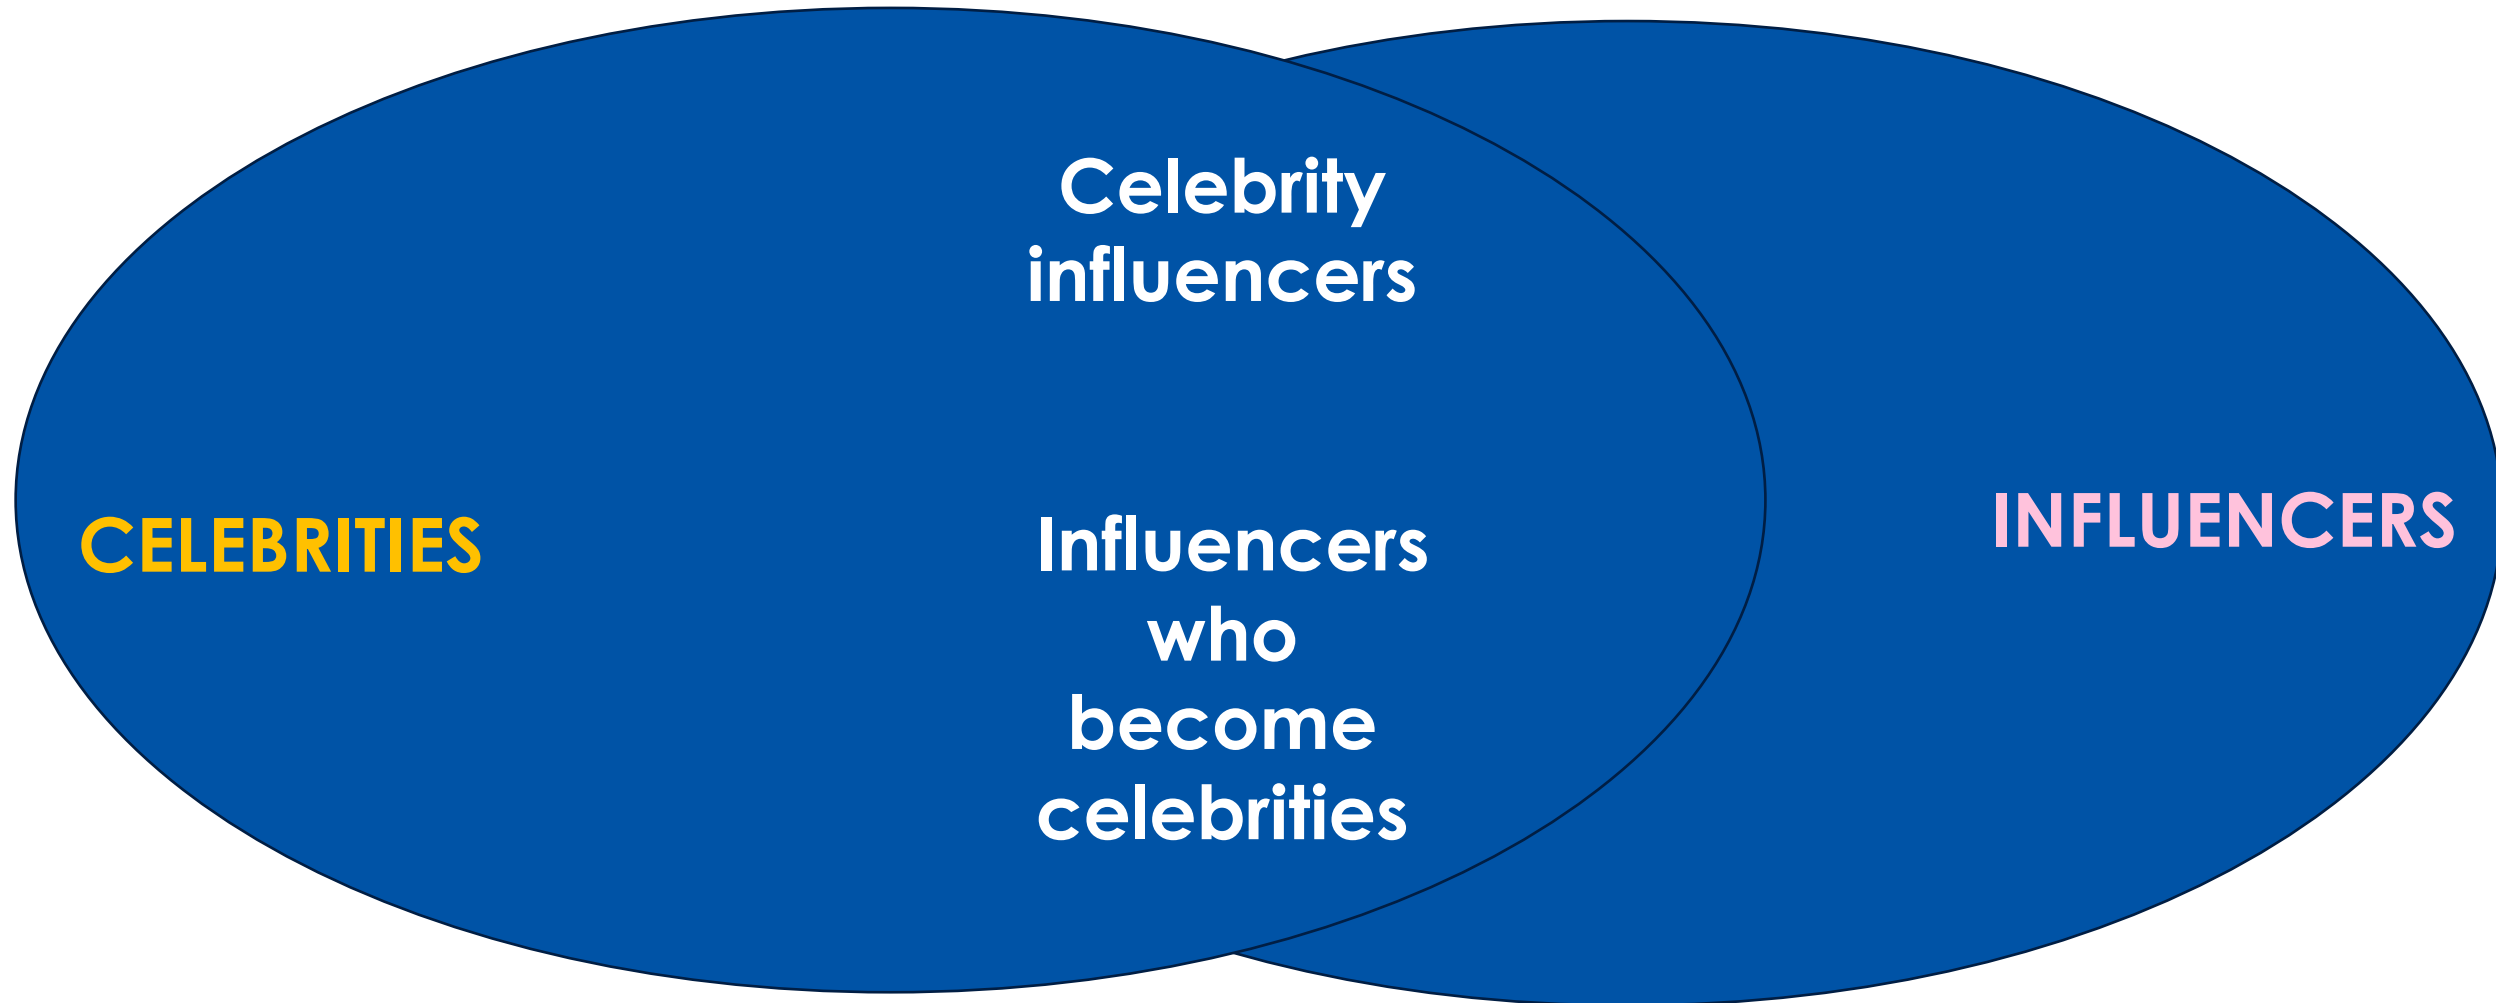 Celebrity
influencers
CELEBRITIES
INFLUENCERS
Influencers
who
become
celebrities